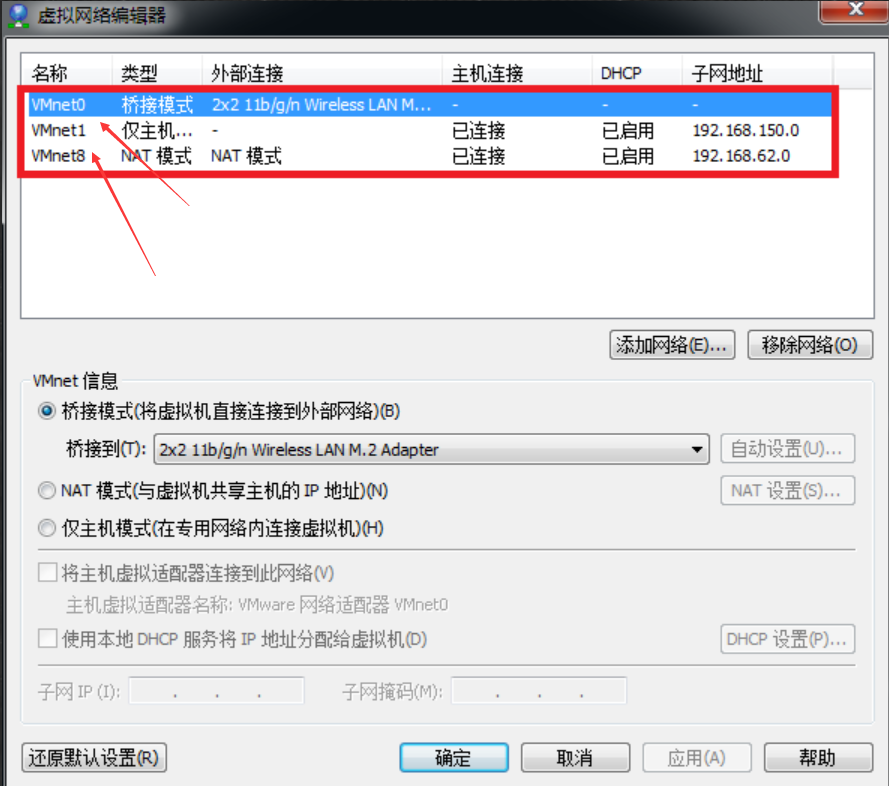 虚拟网络编辑器
名称 类型 外部连接 主机连接 DHCP 子网地址
VMnet0 桥接模式 2x2 11b/g/n Wireless LAN M... - - -
VMnet1 仅主机... - 已连接 已启用 192.168.150.0
VMnet8 NAT 模式 NAT 模式 已连接 已启用 192.168.62.0
添加网络(E)... 移除网络(O)
VMnet 信息
桥接模式(将虚拟机直接连接到外部网络)(B)
桥接到(T): 2x2 11b/g/n Wireless LAN M.2 Adapter 自动设置(U)...
NAT 模式(与虚拟机共享主机的 IP 地址)(N) NAT 设置(S)...
仅主机模式(在专用网络内连接虚拟机)(H)
将主机虚拟适配器连接到此网络(V)
主机虚拟适配器名称: VMware 网络适配器 VMnet0
使用本地 DHCP 服务将 IP 地址分配给虚拟机(D) DHCP 设置(P)...
子网 IP (I): . . . 子网掩码(M): . . .
还原默认设置(R) 确定 取消 应用(A) 帮助